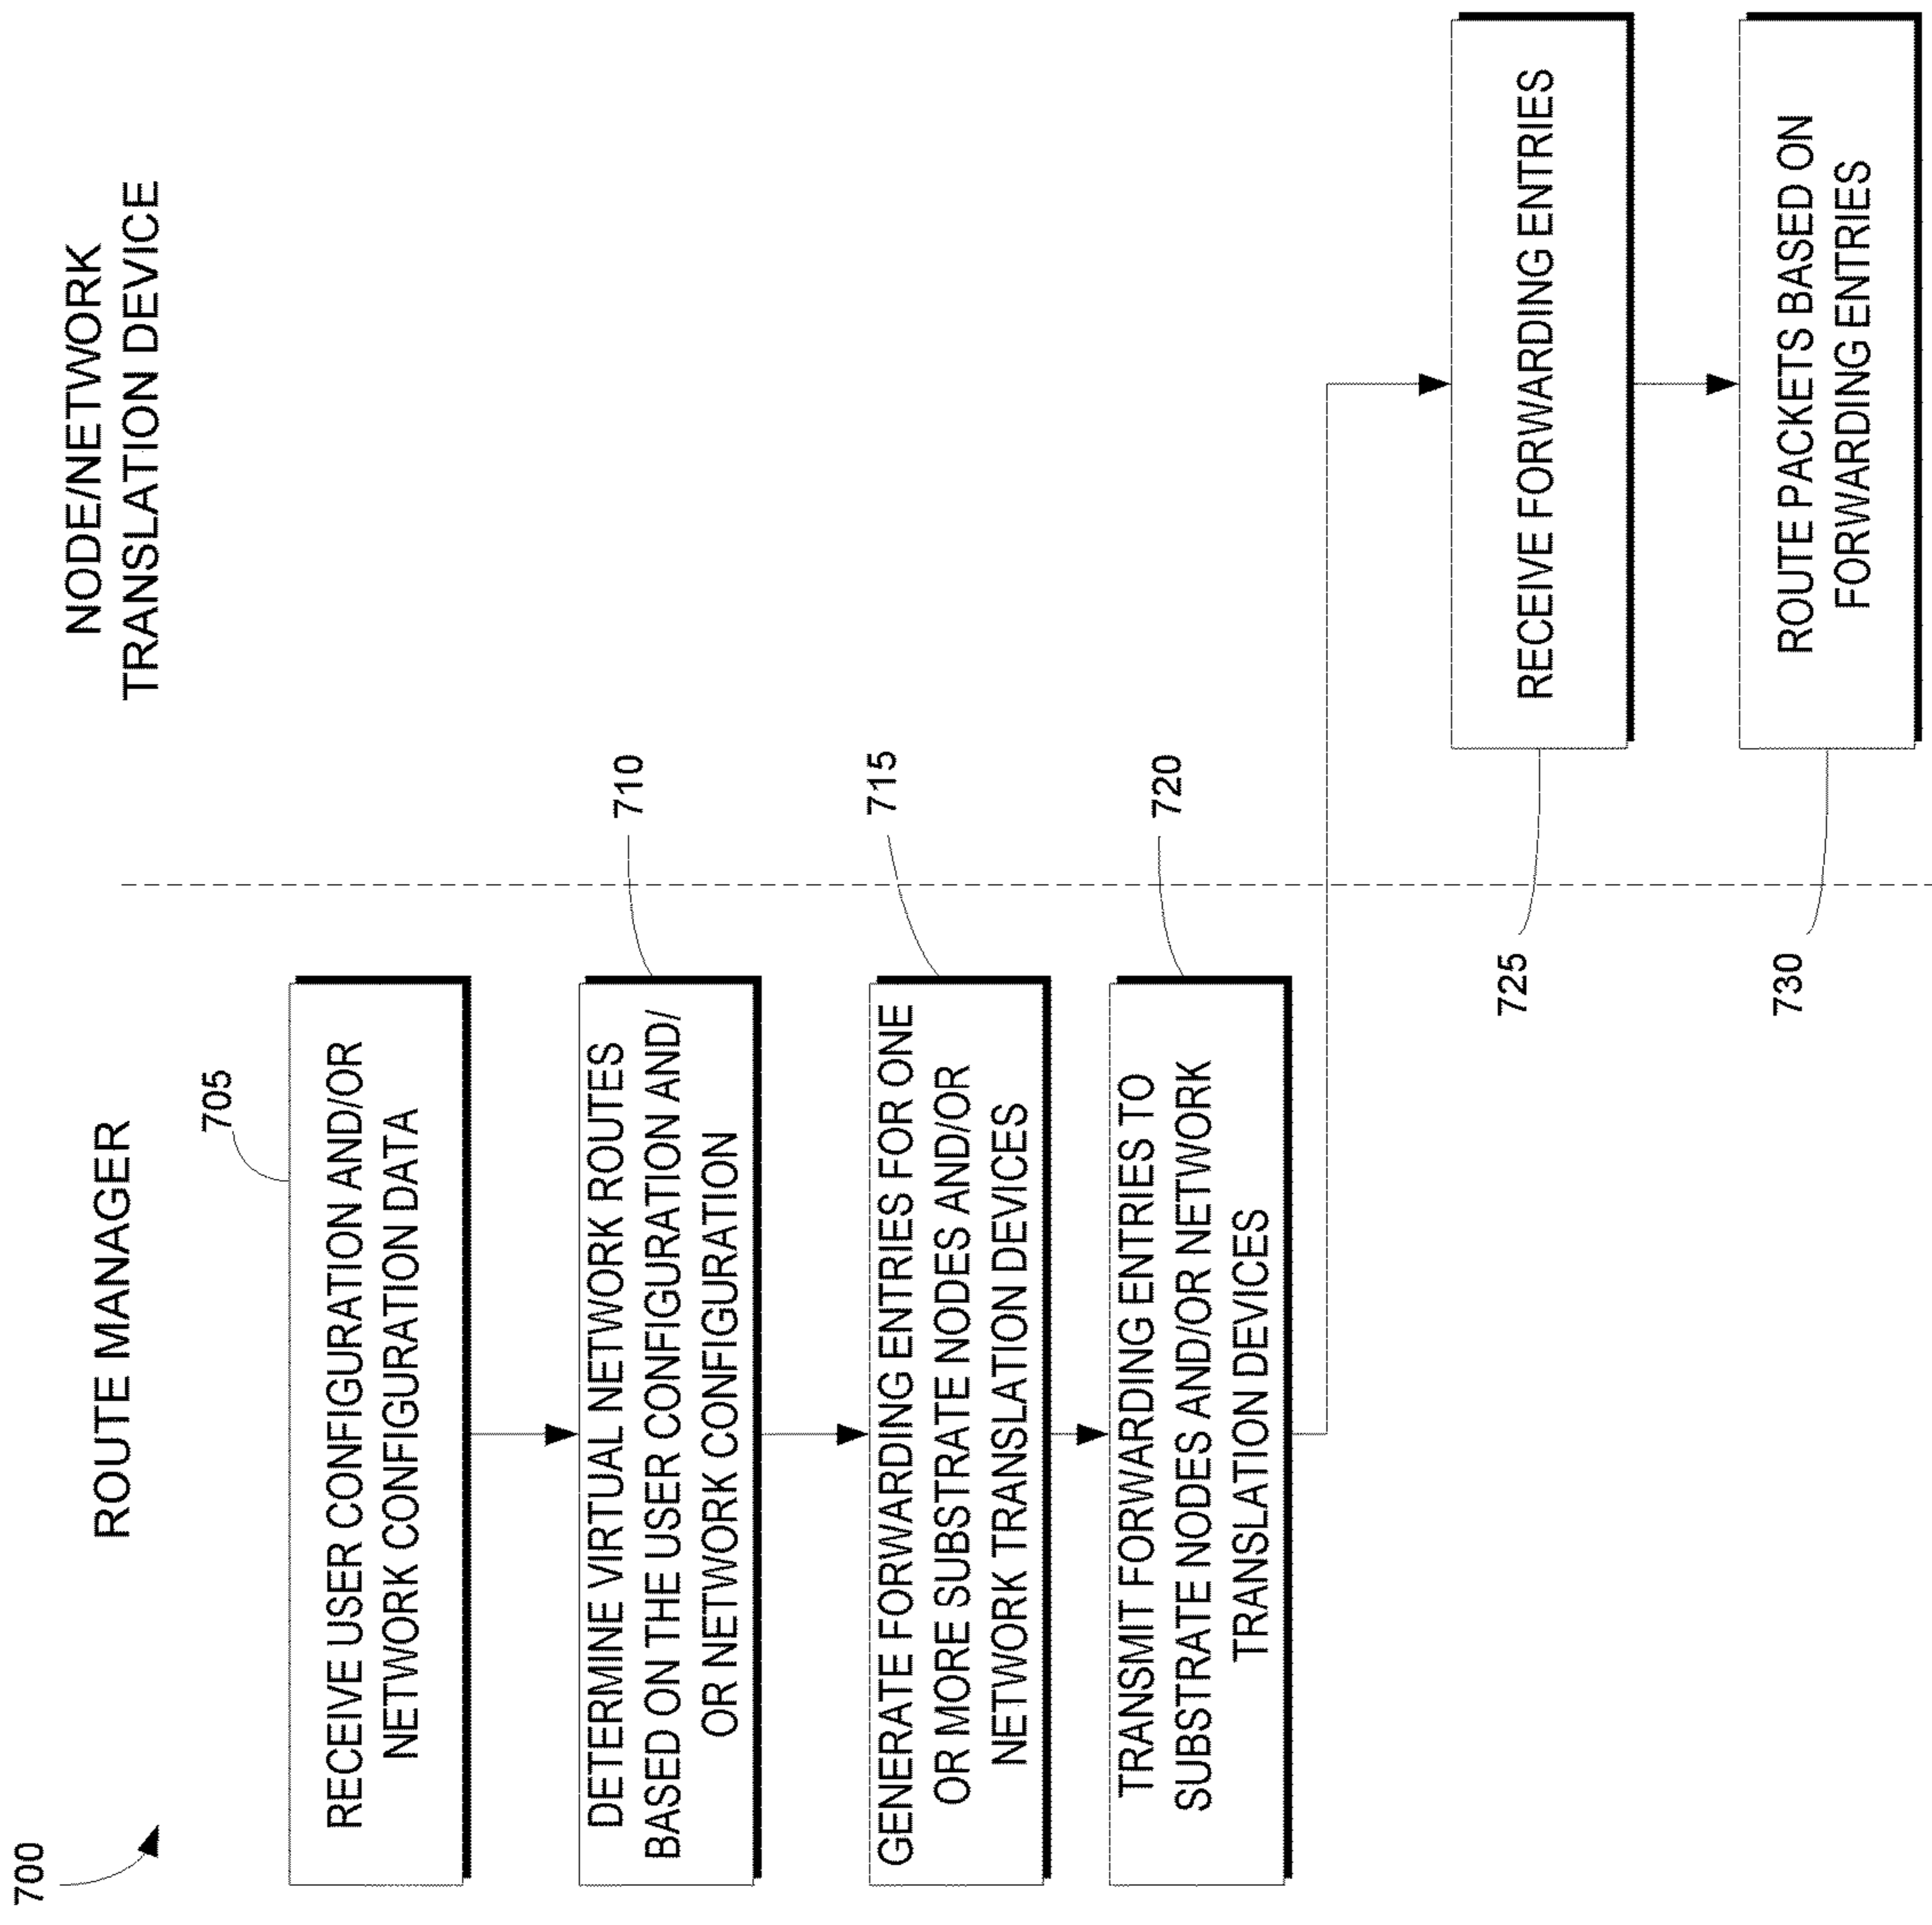 700
ROUTE MANAGER
NODE/NETWORK
TRANSLATION DEVICE
705
RECEIVE USER CONFIGURATION AND/OR
NETWORK CONFIGURATION DATA
710
DETERMINE VIRTUAL NETWORK ROUTES
BASED ON THE USER CONFIGURATION AND/
OR NETWORK CONFIGURATION
715
GENERATE FORWARDING ENTRIES FOR ONE
OR MORE SUBSTRATE NODES AND/OR
NETWORK TRANSLATION DEVICES
720
TRANSMIT FORWARDING ENTRIES TO
SUBSTRATE NODES AND/OR NETWORK
TRANSLATION DEVICES
725
RECEIVE FORWARDING ENTRIES
730
ROUTE PACKETS BASED ON
FORWARDING ENTRIES